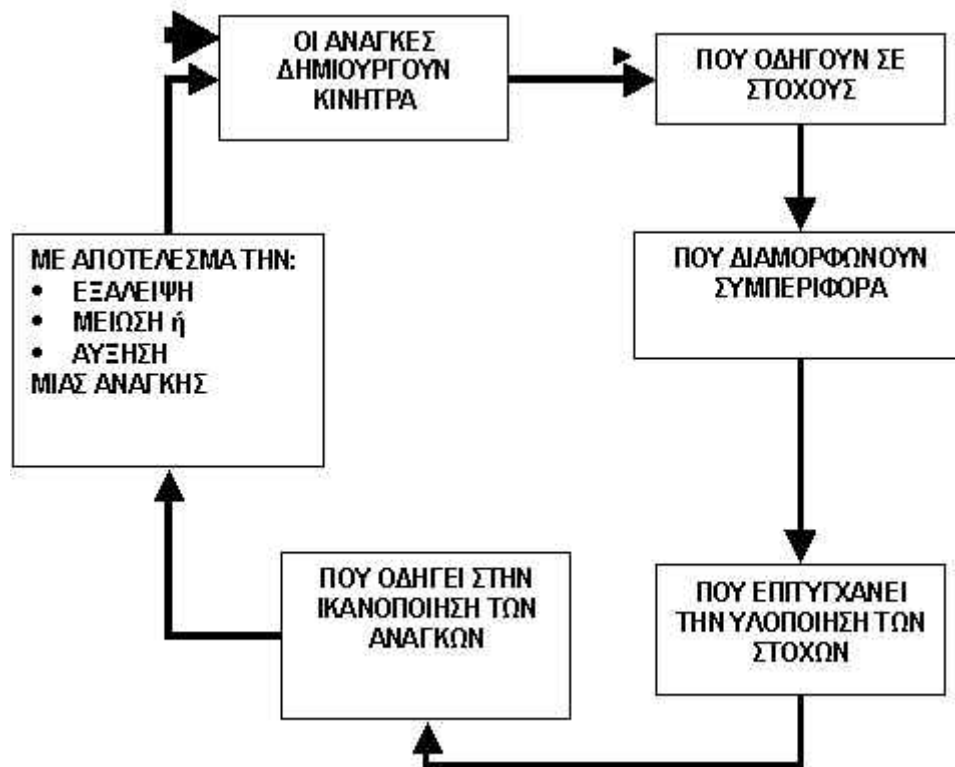 ΟΙ ΑΝΑΓΚΕΣ
ΔΗΜΙΟΥΡΓΟΥΝ
ΚΙΝΗΤΡΑ
ΠΟΥ ΟΔΗΓΟΥΝ ΣΕ
ΣΤΟΧΟΥΣ
ΠΟΥ ΔΙΑΜΟΡΦΩΝΟΥΝ
ΣΥΜΠΕΡΙΦΟΡΑ
ΠΟΥ ΕΠΙΤΥΓΧΑΝΕΙ
ΤΗΝ ΥΛΟΠΟΙΗΣΗ ΤΩΝ
ΣΤΟΧΩΝ
ΠΟΥ ΟΔΗΓΕΙ ΣΤΗΝ
ΙΚΑΝΟΠΟΙΗΣΗ ΤΩΝ
ΑΝΑΓΚΩΝ
ΜΕ ΑΠΟΤΕΛΕΣΜΑ ΤΗΝ:
• ΕΞΑΛΕΙΨΗ
• ΜΕΙΩΣΗ ή
• ΑΥΞΗΣΗ
ΜΙΑΣ ΑΝΑΓΚΗΣ